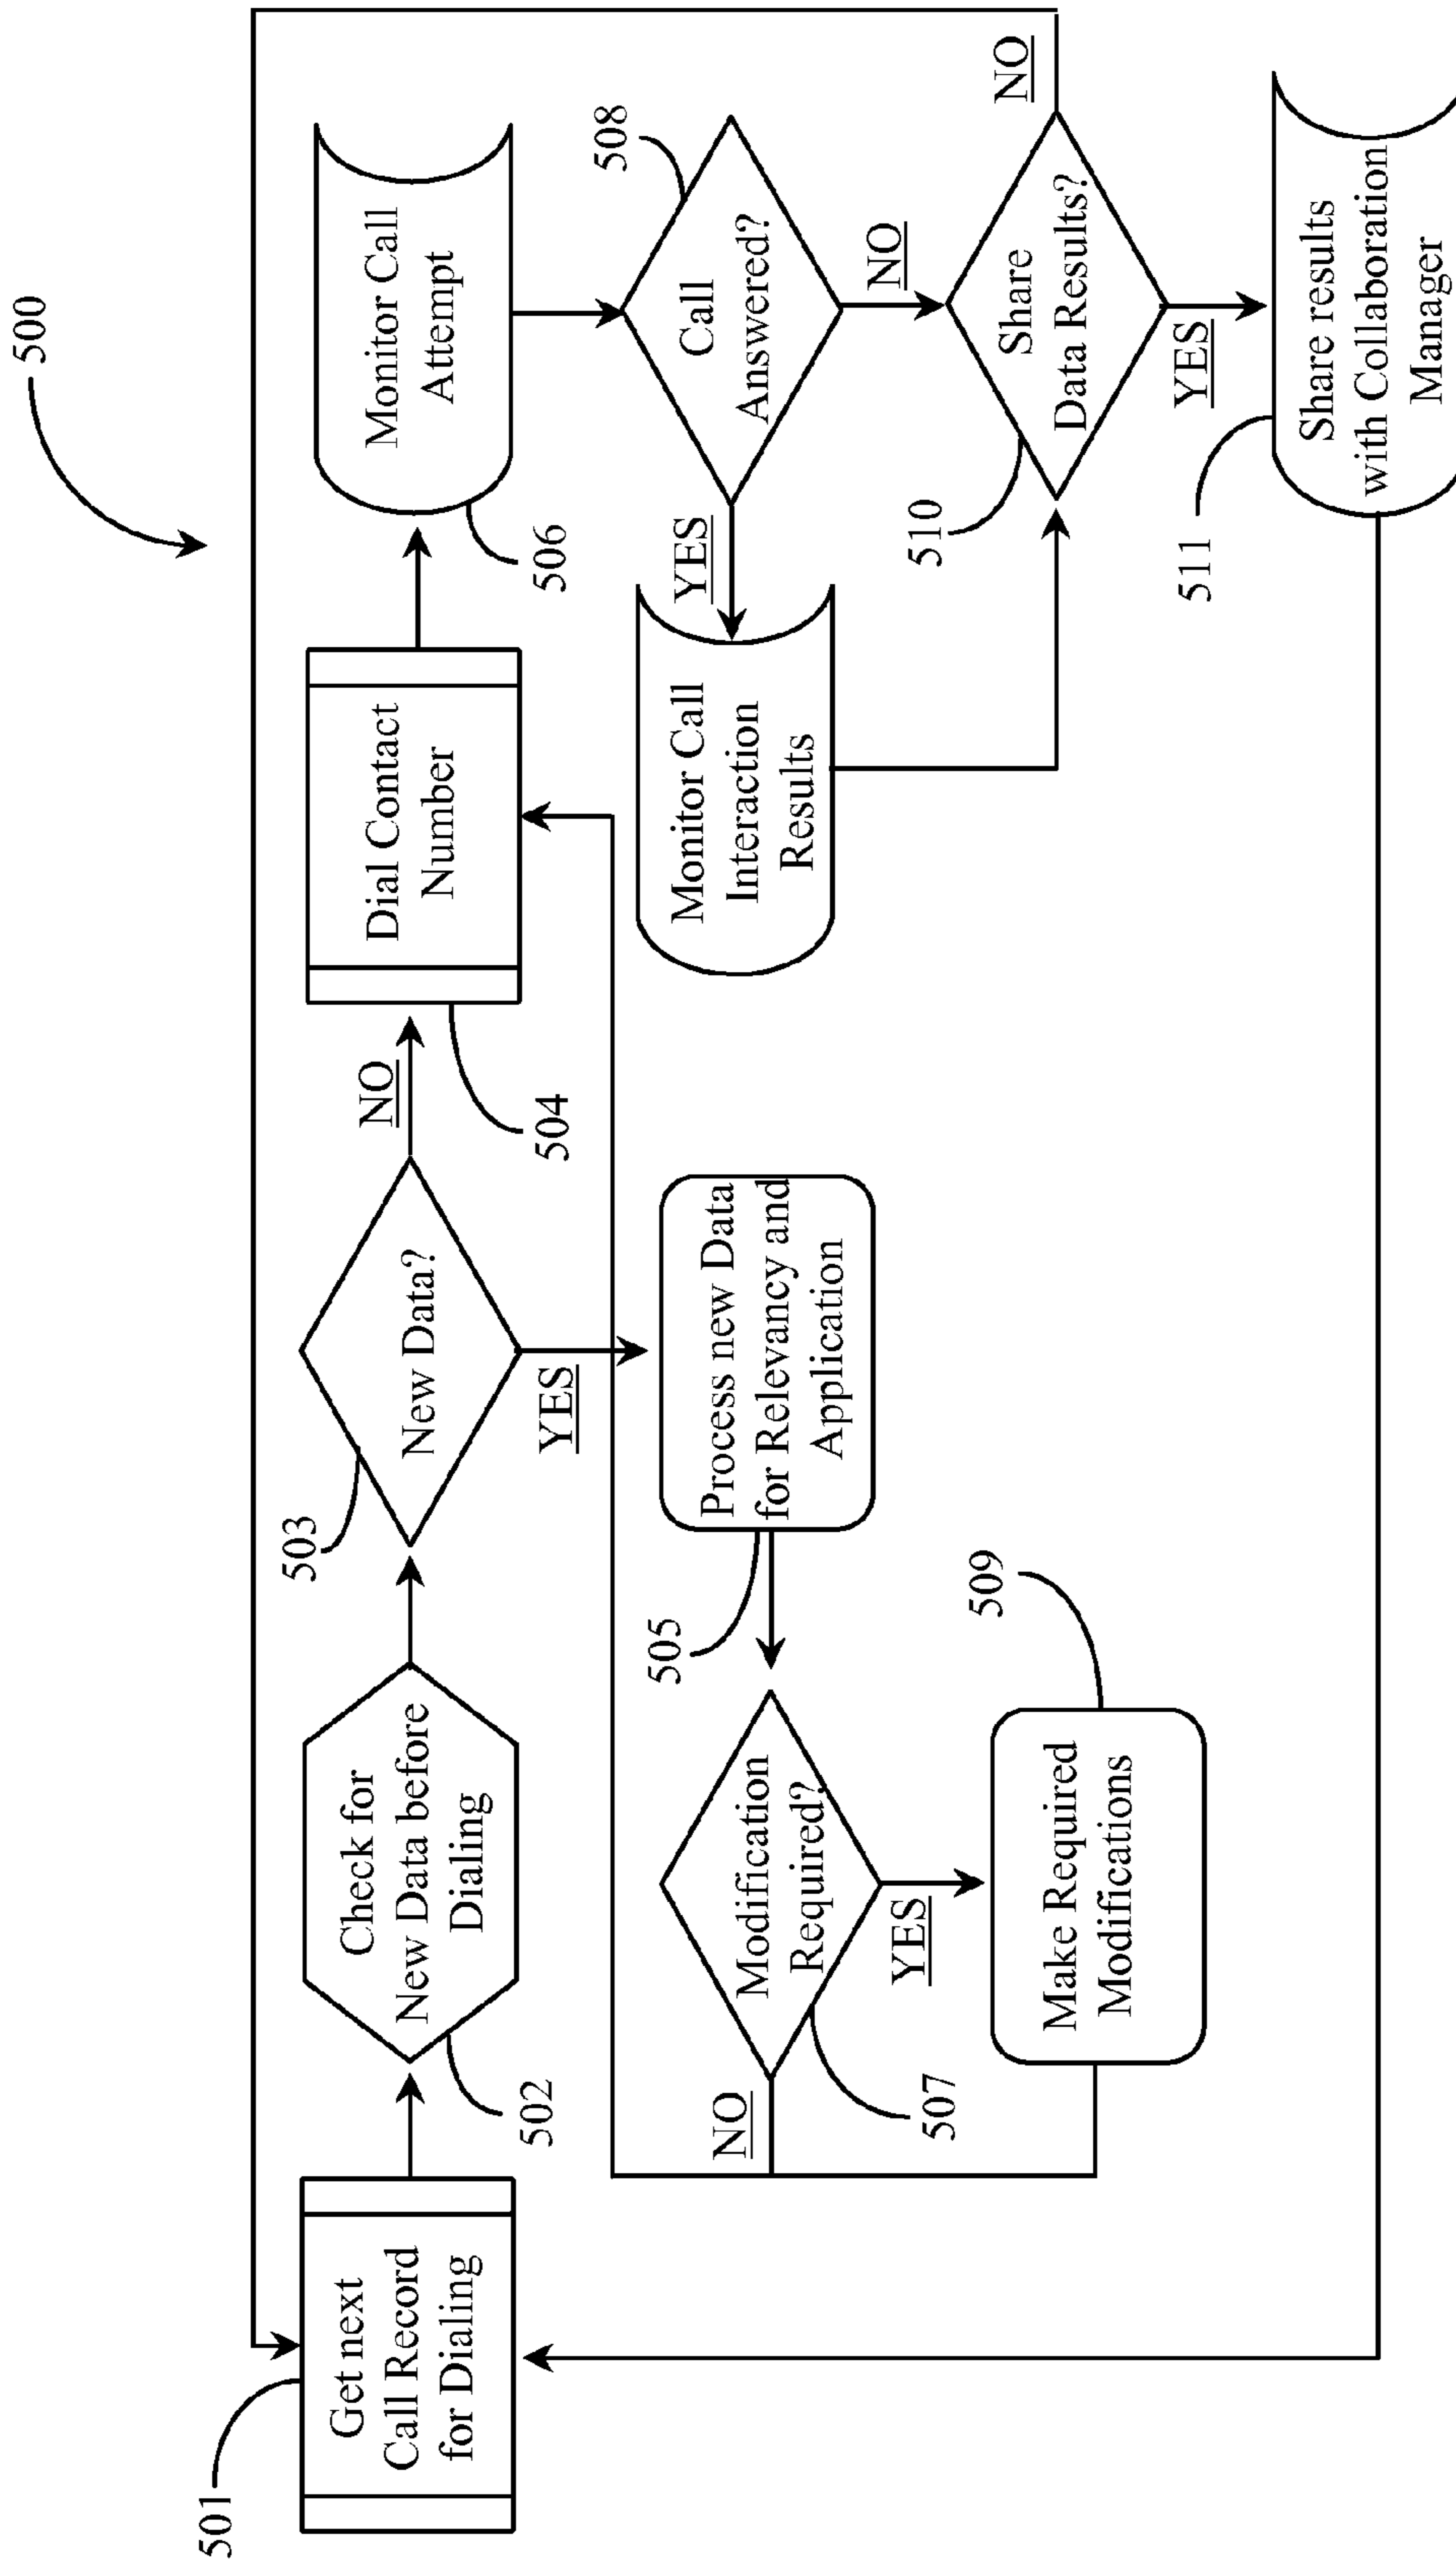 500
501
Get next
Call Record
for Dialing
502
Check for
New Data before
Dialing
503
New Data?
NO
YES
504
Dial Contact
Number
506
Monitor Call
Attempt
505
Process new Data
for Relevancy and
Application
507
Modification
Required?
NO
YES
509
Make Required
Modifications
508
Call
Answered?
YES
NO
Monitor Call
Interaction
Results
510
Share
Data Results?
NO
YES
511
Share results
with Collaboration
Manager